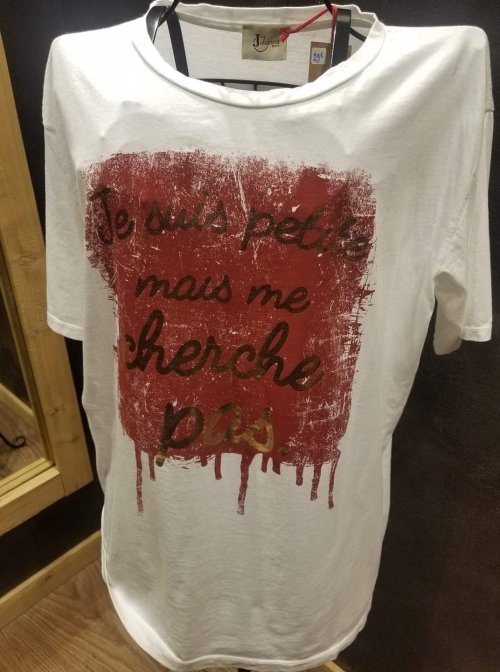 Je suis petite
mais me
cherche
pas.